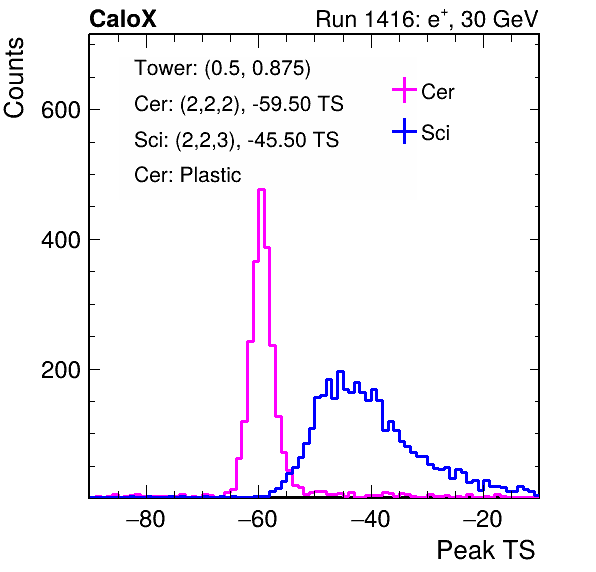 CaloX Run 1416: e⁺, 30 GeV
Counts
Tower: (0.5, 0.875)
Cer: (2,2,2), -59.50 TS
Sci: (2,2,3), -45.50 TS
Cer: Plastic
Cer
Sci
600
400
200
−80 −60 −40 −20
Peak TS